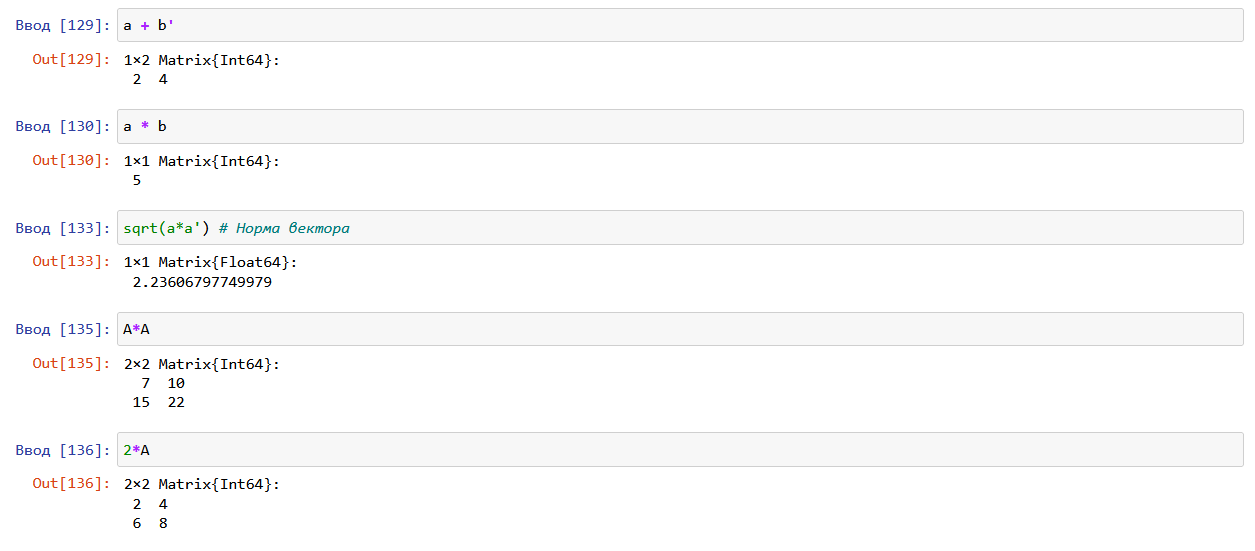 Ввод [129]: a + b'
Out[129]: 1×2 Matrix{Int64}:
2 4
Ввод [130]: a * b
Out[130]: 1×1 Matrix{Int64}:
5
Ввод [133]: sqrt(a*a') # Норма вектора
Out[133]: 1×1 Matrix{Float64}:
2.23606797749979
Ввод [135]: A*A
Out[135]: 2×2 Matrix{Int64}:
7 10
15 22
Ввод [136]: 2*A
Out[136]: 2×2 Matrix{Int64}:
2 4
6 8